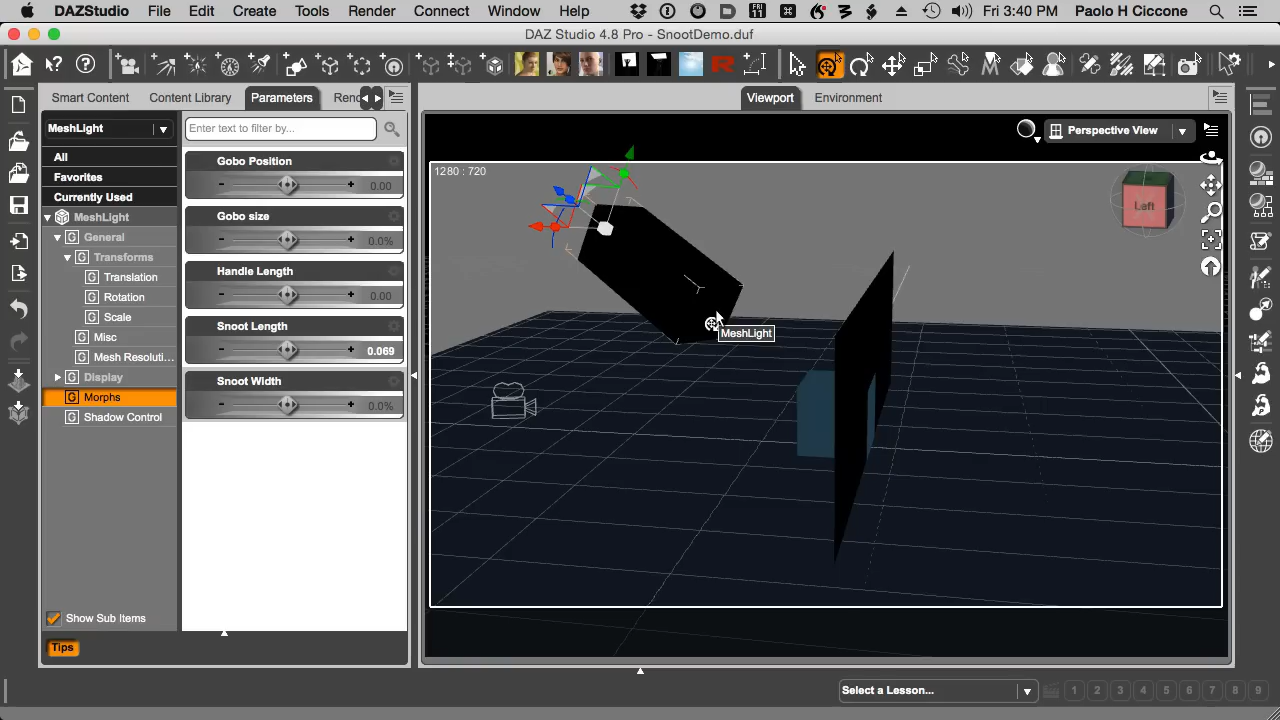 DAZStudio File Edit Create Tools Render Connect Window Help FRI 11 Fri 3:40 PM Paolo H Ciccone
DAZ Studio 4.8 Pro - SnootDemo.duf
Smart Content Content Library Parameters Rend
Viewport Environment
MeshLight
Enter text to filter by...
Perspective View
All
Favorites
Currently Used
MeshLight
G General
G Transforms
G Translation
G Rotation
G Scale
G Misc
G Mesh Resoluti...
G Display
G Morphs
G Shadow Control
Gobo Position
- + 0.00
Gobo size
- + 0.0%
Handle Length
- + 0.00
Snoot Length
- + 0.069
Snoot Width
- + 0.0%
1280 : 720
Left
MeshLight
Show Sub Items
Tips
Select a Lesson...
1 2 3 4 5 6 7 8 9